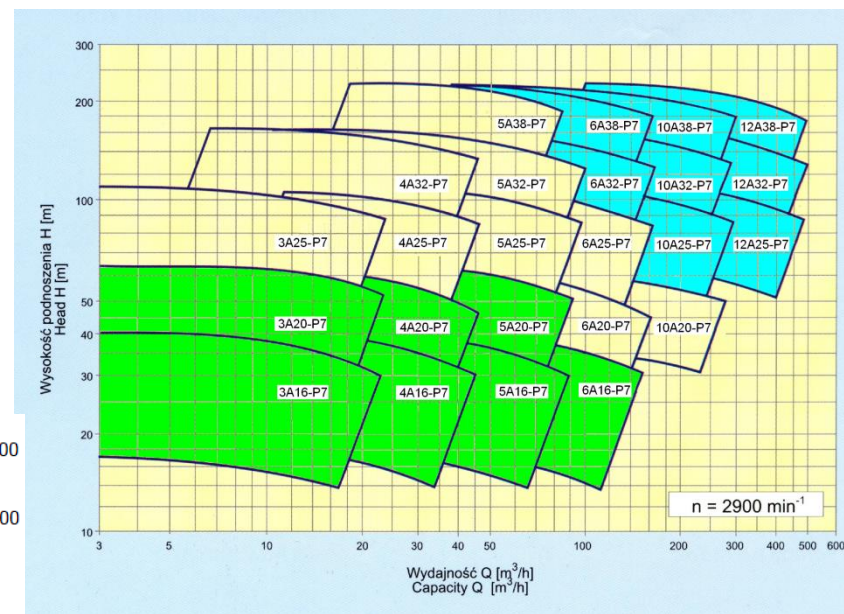 300
200
100
50
40
30
20
10
Wysokość podnoszenia H [m]
Head H [m]
5A38-P7
6A38-P7
10A38-P7
12A38-P7
4A32-P7
5A32-P7
6A32-P7
10A32-P7
12A32-P7
3A25-P7
4A25-P7
5A25-P7
6A25-P7
10A25-P7
12A25-P7
3A20-P7
4A20-P7
5A20-P7
6A20-P7
10A20-P7
3A16-P7
4A16-P7
5A16-P7
6A16-P7
00
00
n = 2900 min⁻¹
3 5 10 20 30 40 50 100 200 300 400 500 600
Wydajność Q [m³/h]
Capacity Q [m³/h]